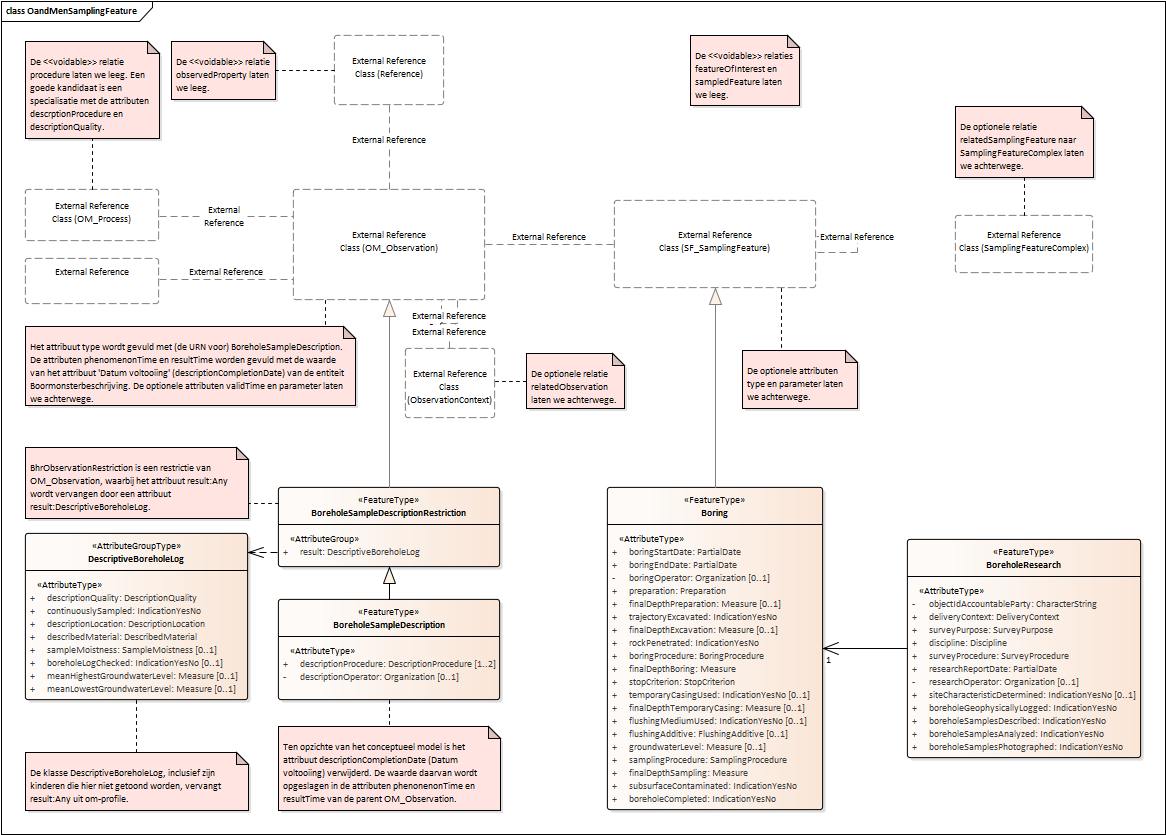 class OandMenSamplingFeature
De <<voidable>> relatie
procedure laten we leeg. Een
goede kandidaat is een
specialisatie met de attributen
descrptionProcedure en
descriptionQuality.
De <<voidable>> relatie
observedProperty laten
we leeg.
External Reference
Class (Reference)
De <<voidable>> relaties
featureOfInterest en
sampledFeature laten
we leeg.
De optionele relatie
relatedSamplingFeature naar
SamplingFeatureComplex laten
we achterwege.
External Reference
External Reference
Class (OM_Process)
External
Reference
External Reference
Class (OM_Observation)
External Reference
External Reference
Class (SF_SamplingFeature)
External Reference
External Reference
Class (SamplingFeatureComplex)
External Reference
External Reference
External Reference
External Reference
Het attribuut type wordt gevuld met (de URN voor) BoreholeSampleDescription.
De attributen phenomenonTime en resultTime worden gevuld met de waarde
van het attribuut 'Datum voltooiing' (descriptionCompletionDate) van de entiteit
Boormonsterbeschrijving. De optionele attributen validTime en parameter laten
we achterwege.
External Reference
Class
(ObservationContext)
De optionele relatie
relatedObservation
laten we achterwege.
De optionele attributen
type en parameter laten
we achterwege.
BhrObservationRestriction is een restrictie van
OM_Observation, waarbij het attribuut result:Any
wordt vervangen door een attribuut
result:DescriptiveBoreholeLog.
«FeatureType»
BoreholeSampleDescriptionRestriction
«AttributeGroup»
+ result: DescriptiveBoreholeLog
«AttributeGroupType»
DescriptiveBoreholeLog
«AttributeType»
+ descriptionQuality: DescriptionQuality
+ continuouslySampled: IndicationYesNo
+ descriptionLocation: DescriptionLocation
+ describedMaterial: DescribedMaterial
+ sampleMoistness: SampleMoistness [0..1]
+ boreholeLogChecked: IndicationYesNo [0..1]
+ meanHighestGroundwaterLevel: Measure [0..1]
+ meanLowestGroundwaterLevel: Measure [0..1]
«FeatureType»
BoreholeSampleDescription
«AttributeType»
+ descriptionProcedure: DescriptionProcedure [1..2]
- descriptionOperator: Organization [0..1]
De klasse DescriptiveBoreholeLog, inclusief zijn
kinderen die hier niet getoond worden, vervangt
result:Any uit om-profile.
Ten opzichte van het conceptueel model is het
attribuut descriptionCompletionDate (Datum
voltooiing) verwijderd. De waarde daarvan wordt
opgeslagen in de attributen phenonenonTime en
resultTime van de parent OM_Observation.
«FeatureType»
Boring
«AttributeType»
+ boringStartDate: PartialDate
+ boringEndDate: PartialDate
- boringOperator: Organization [0..1]
+ preparation: Preparation
+ finalDepthPreparation: Measure [0..1]
+ trajectoryExcavated: IndicationYesNo
+ finalDepthExcavation: Measure [0..1]
+ rockPenetrated: IndicationYesNo
+ boringProcedure: BoringProcedure
+ finalDepthBoring: Measure
+ stopCriterion: StopCriterion
+ temporaryCasingUsed: IndicationYesNo [0..1]
+ finalDepthTemporaryCasing: Measure [0..1]
+ flushingMediumUsed: IndicationYesNo [0..1]
+ flushingAdditive: FlushingAdditive [0..1]
+ groundwaterLevel: Measure [0..1]
+ samplingProcedure: SamplingProcedure
+ finalDepthSampling: Measure
+ subsurfaceContaminated: IndicationYesNo
+ boreholeCompleted: IndicationYesNo
1
«FeatureType»
BoreholeResearch
«AttributeType»
- objectIdAccountableParty: CharacterString
+ deliveryContext: DeliveryContext
+ surveyPurpose: SurveyPurpose
+ discipline: Discipline
+ surveyProcedure: SurveyProcedure
+ researchReportDate: PartialDate
- researchOperator: Organization [0..1]
+ siteCharacteristicDetermined: IndicationYesNo [0..1]
+ boreholeGeophysicallyLogged: IndicationYesNo
+ boreholeSamplesDescribed: IndicationYesNo
+ boreholeSamplesAnalyzed: IndicationYesNo
+ boreholeSamplesPhotographed: IndicationYesNo